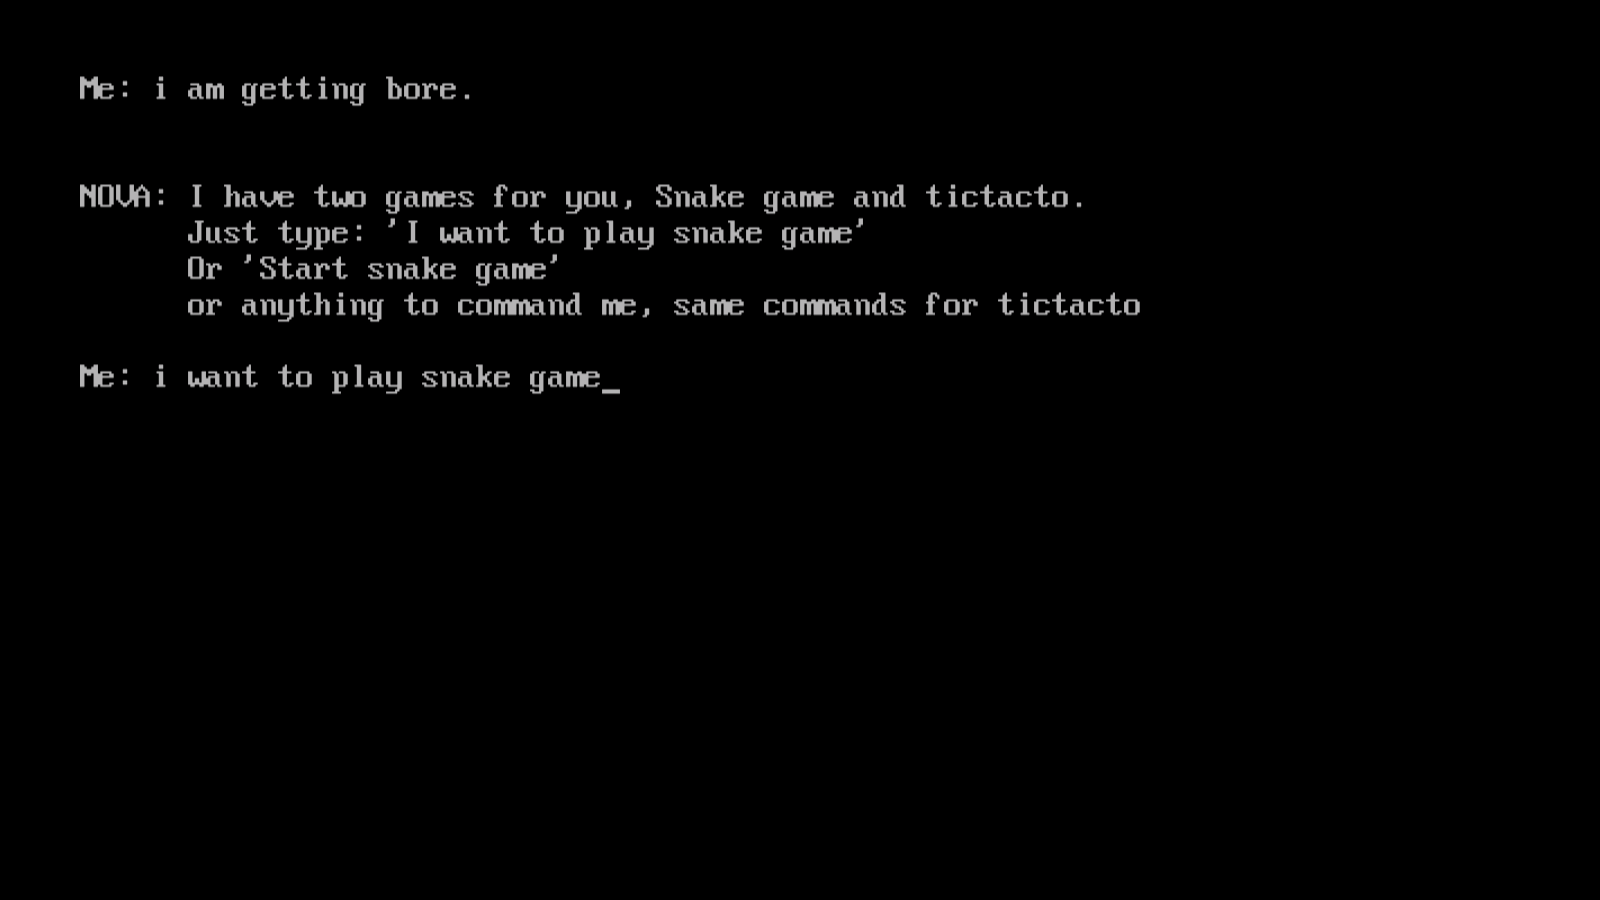 Me: i am getting bore.
NOVA: I have two games for you, Snake game and tictacto.
Just type: 'I want to play snake game'
Or 'Start snake game'
or anything to command me, same commands for tictacto
Me: i want to play snake game_